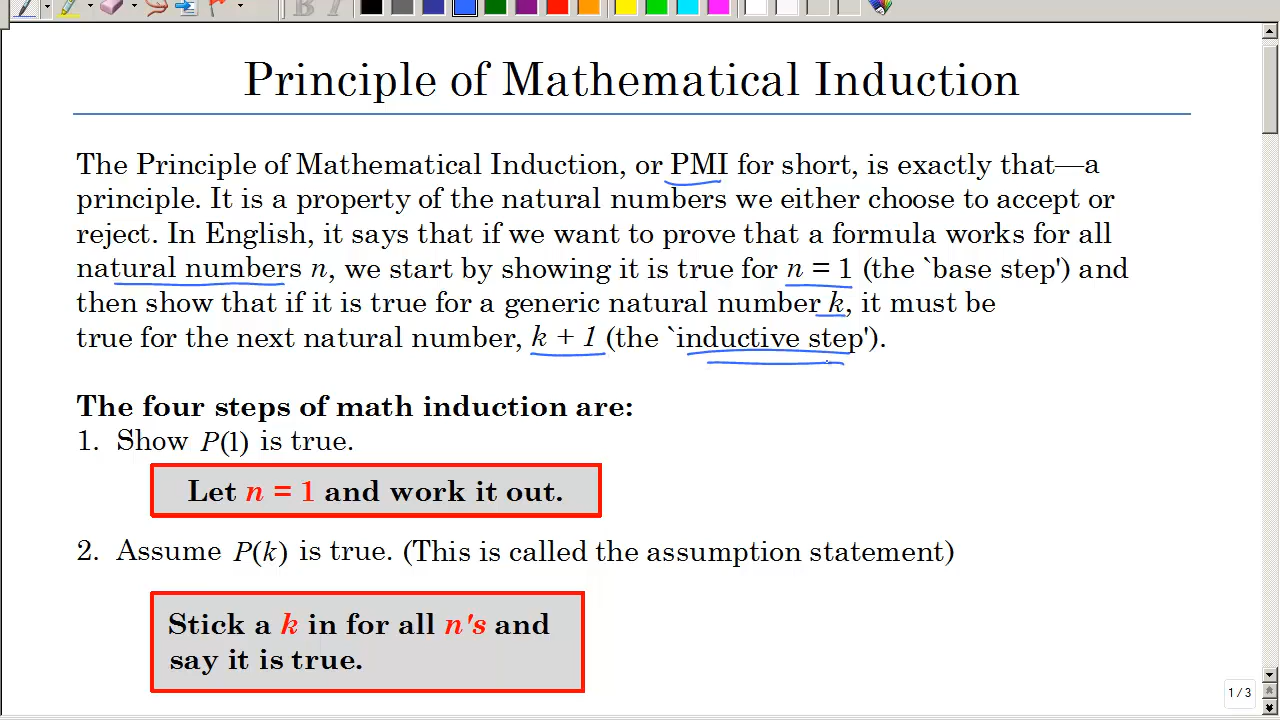 B I
Principle of Mathematical Induction
The Principle of Mathematical Induction, or PMI for short, is exactly that—a
principle. It is a property of the natural numbers we either choose to accept or
reject. In English, it says that if we want to prove that a formula works for all
natural numbers n, we start by showing it is true for n = 1 (the `base step') and
then show that if it is true for a generic natural number k, it must be
true for the next natural number, k + 1 (the `inductive step').
The four steps of math induction are:
1. Show P(1) is true.
Let n = 1 and work it out.
2. Assume P(k) is true. (This is called the assumption statement)
Stick a k in for all n's and
say it is true.
1 / 3